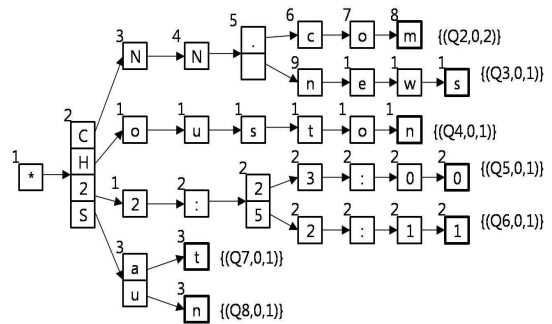 5 6 7 8
3 4 . c o m {(Q2,0,2)}
N N
9 1 1 1
n e w s {(Q3,0,1)}
1 1 1 1 1 1
2 o u s t o n {(Q4,0,1)}
C
1 H
* 2
S
1 2 2 2 2 2 2
2 : 2 3 : 0 0 {(Q5,0,1)}
5
2 2 2 2
2 : 1 1 {(Q6,0,1)}
3 3
a t {(Q7,0,1)}
u
3
n {(Q8,0,1)}